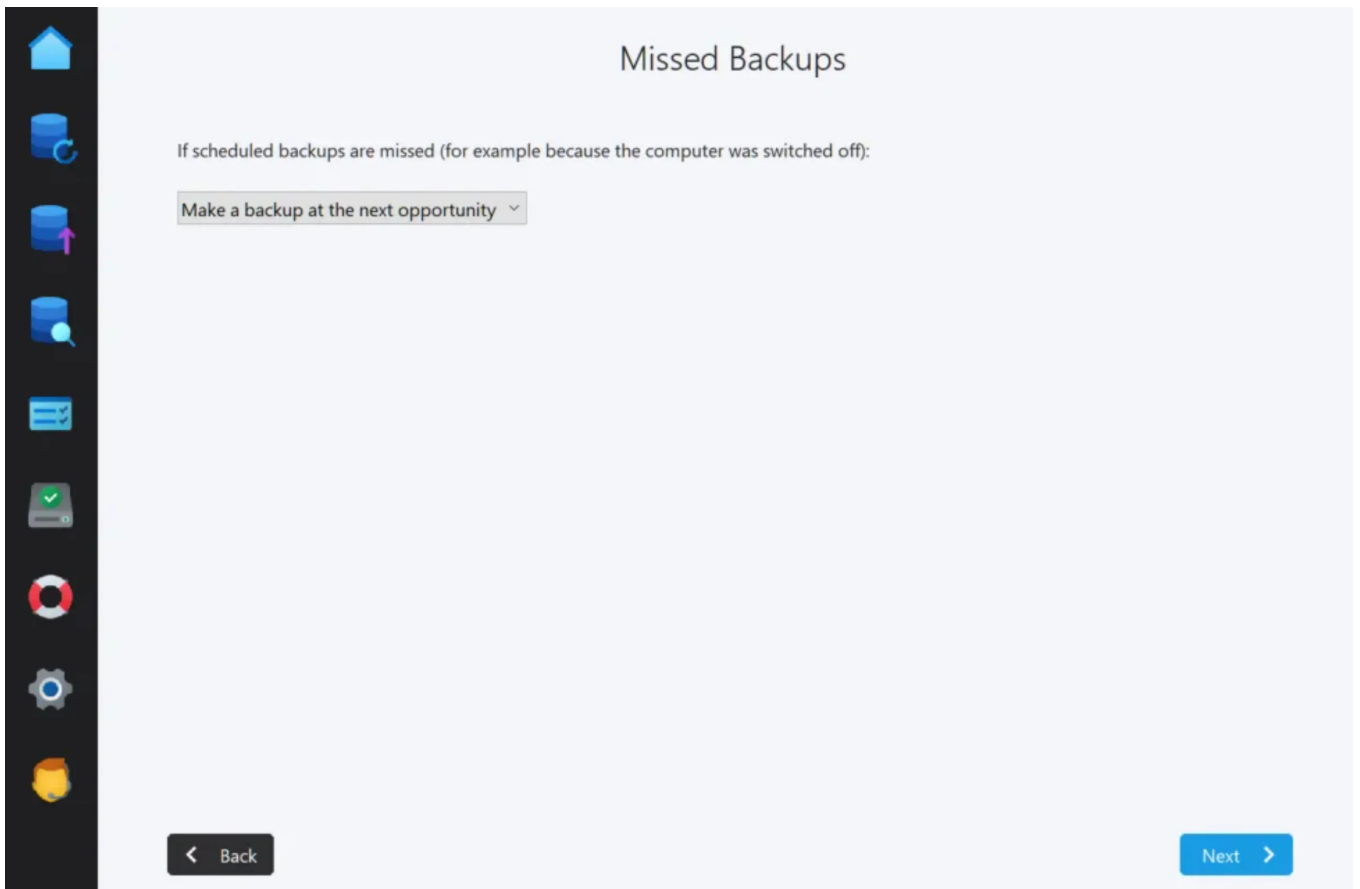 Missed Backups
If scheduled backups are missed (for example because the computer was switched off):
Make a backup at the next opportunity
Back
Next